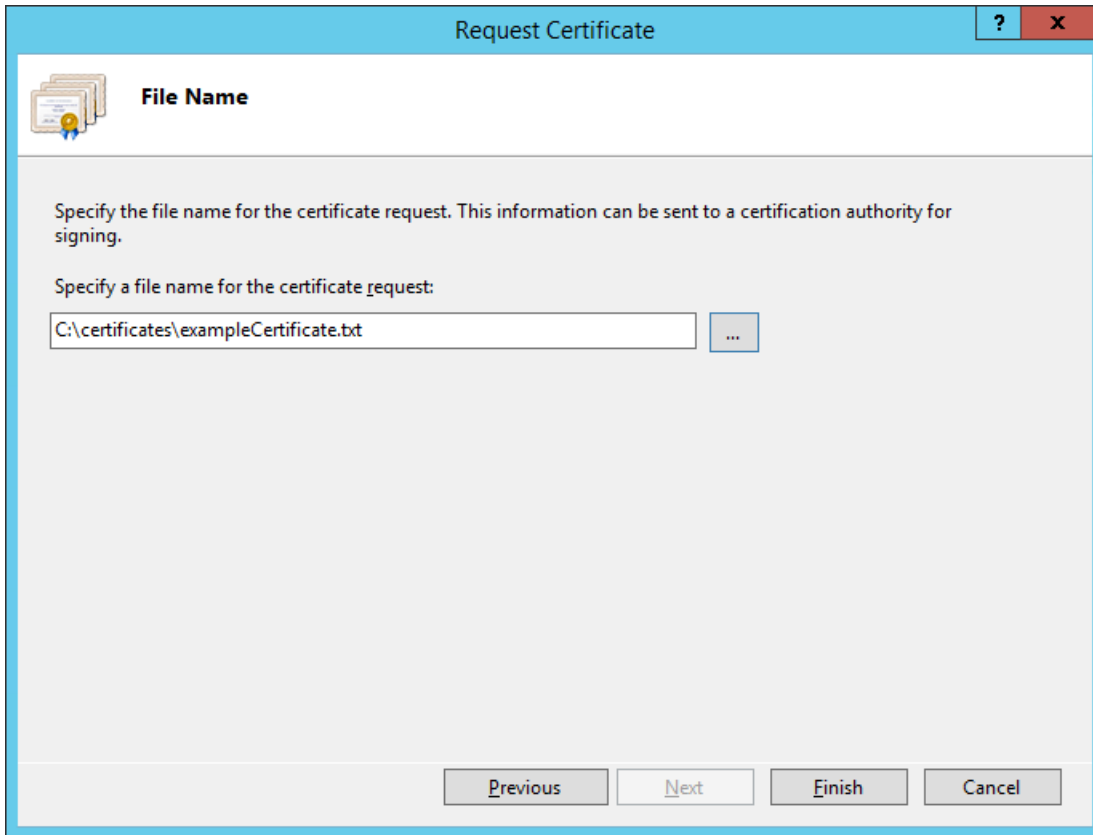 Request Certificate
?
x
File Name
Specify the file name for the certificate request. This information can be sent to a certification authority for
signing.
Specify a file name for the certificate request:
C:\certificates\exampleCertificate.txt
...
Previous
Next
Finish
Cancel